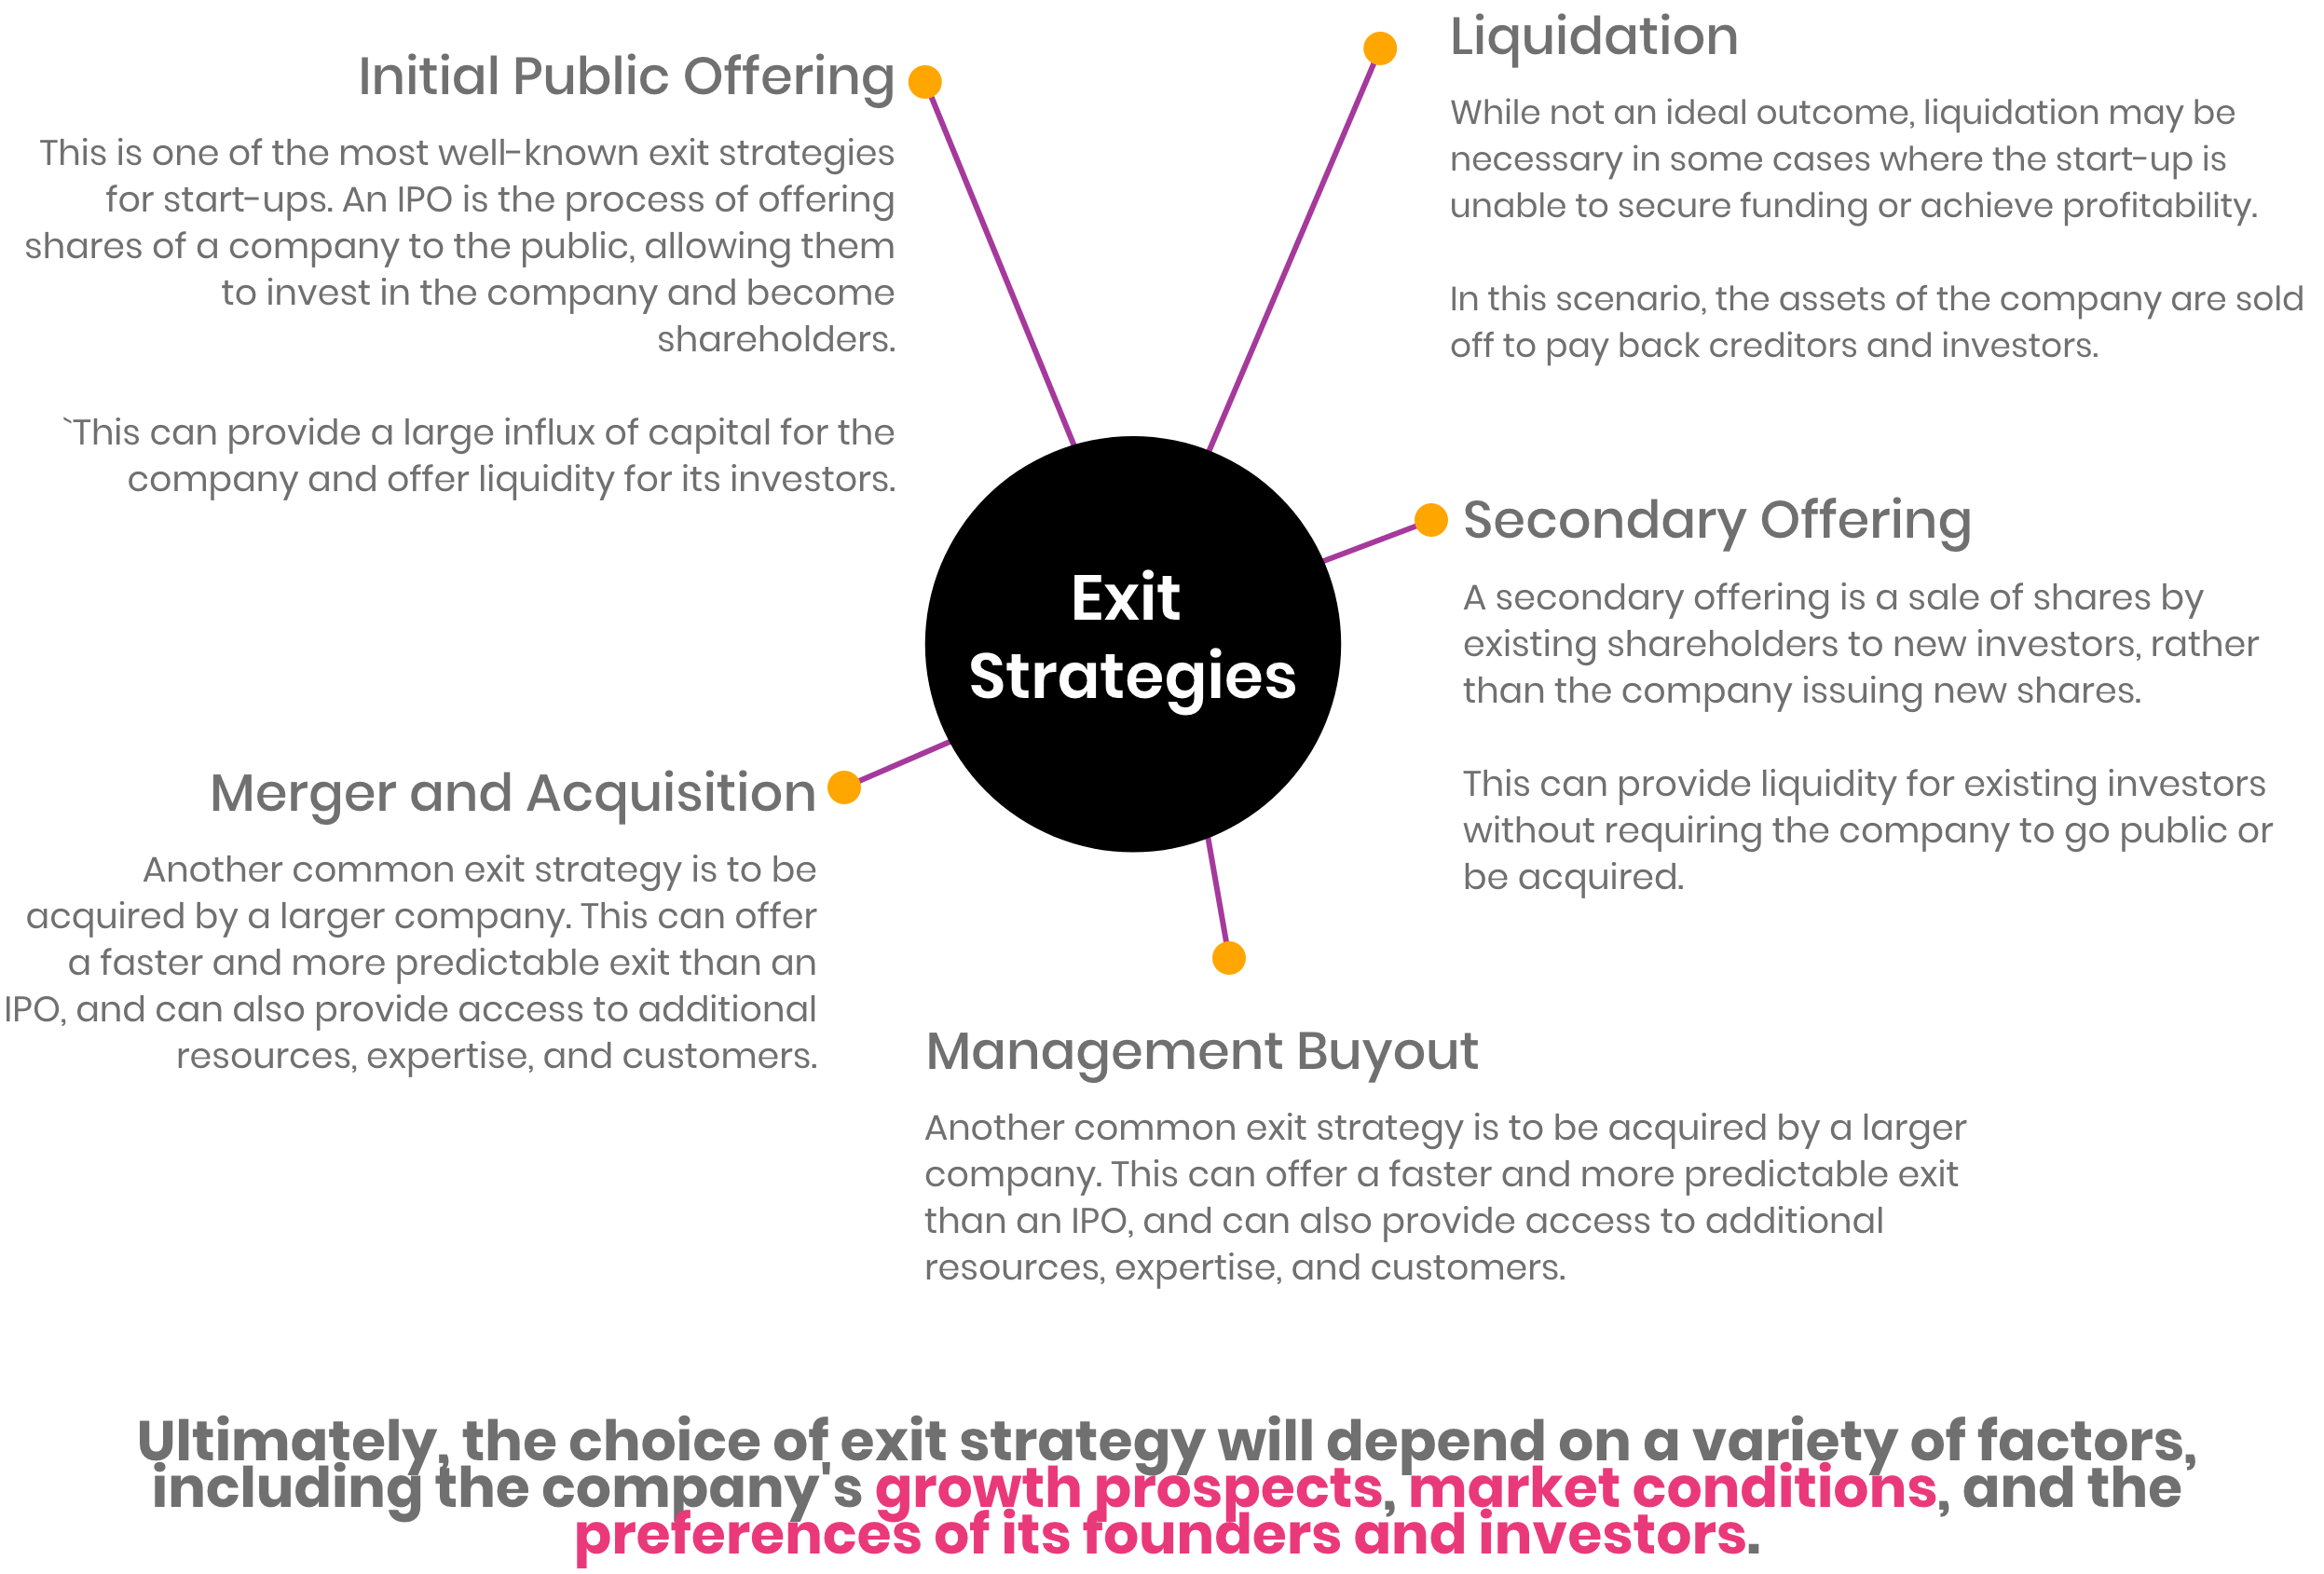 Initial Public Offering
This is one of the most well-known exit strategies
for start-ups. An IPO is the process of offering
shares of a company to the public, allowing them
to invest in the company and become
shareholders.
`This can provide a large influx of capital for the
company and offer liquidity for its investors.
Liquidation
While not an ideal outcome, liquidation may be
necessary in some cases where the start-up is
unable to secure funding or achieve profitability.
In this scenario, the assets of the company are sold
off to pay back creditors and investors.
Exit
Strategies
Secondary Offering
A secondary offering is a sale of shares by
existing shareholders to new investors, rather
than the company issuing new shares.
This can provide liquidity for existing investors
without requiring the company to go public or
be acquired.
Merger and Acquisition
Another common exit strategy is to be
acquired by a larger company. This can offer
a faster and more predictable exit than an
IPO, and can also provide access to additional
resources, expertise, and customers.
Management Buyout
Another common exit strategy is to be acquired by a larger
company. This can offer a faster and more predictable exit
than an IPO, and can also provide access to additional
resources, expertise, and customers.
Ultimately, the choice of exit strategy will depend on a variety of factors,
including the company's growth prospects, market conditions, and the
preferences of its founders and investors.